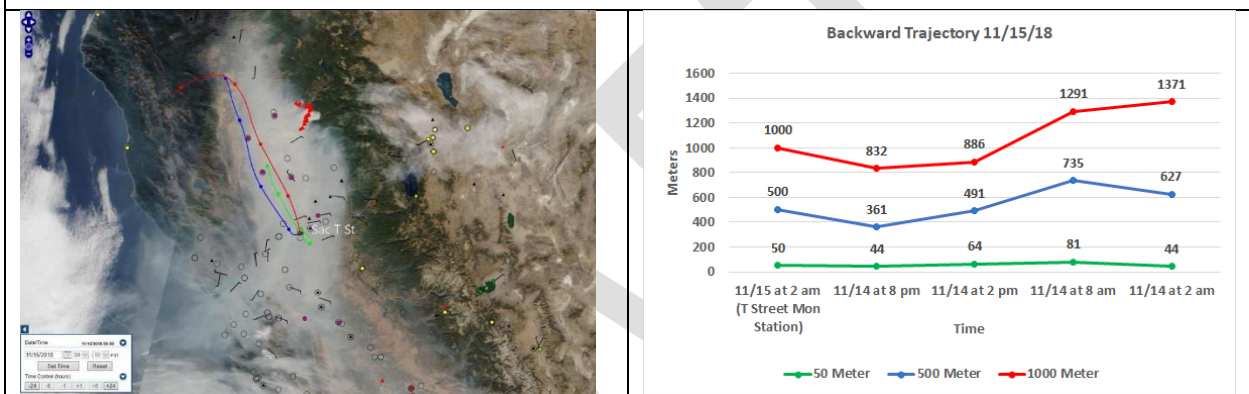 Sac T St
Date/Time
11/15/2018
Set Time
Reset
Time Control (hours)
-24 -6 -1 +1 +6 +24
Backward Trajectory 11/15/18
Meters
1600
1400
1200
1000
800
600
400
200
0
1000
832
886
1291
1371
500
361
491
735
627
50
44
64
81
44
11/15 at 2 am (T Street Mon Station)
11/14 at 8 pm
11/14 at 2 pm
11/14 at 8 am
11/14 at 2 am
Time
50 Meter
500 Meter
1000 Meter